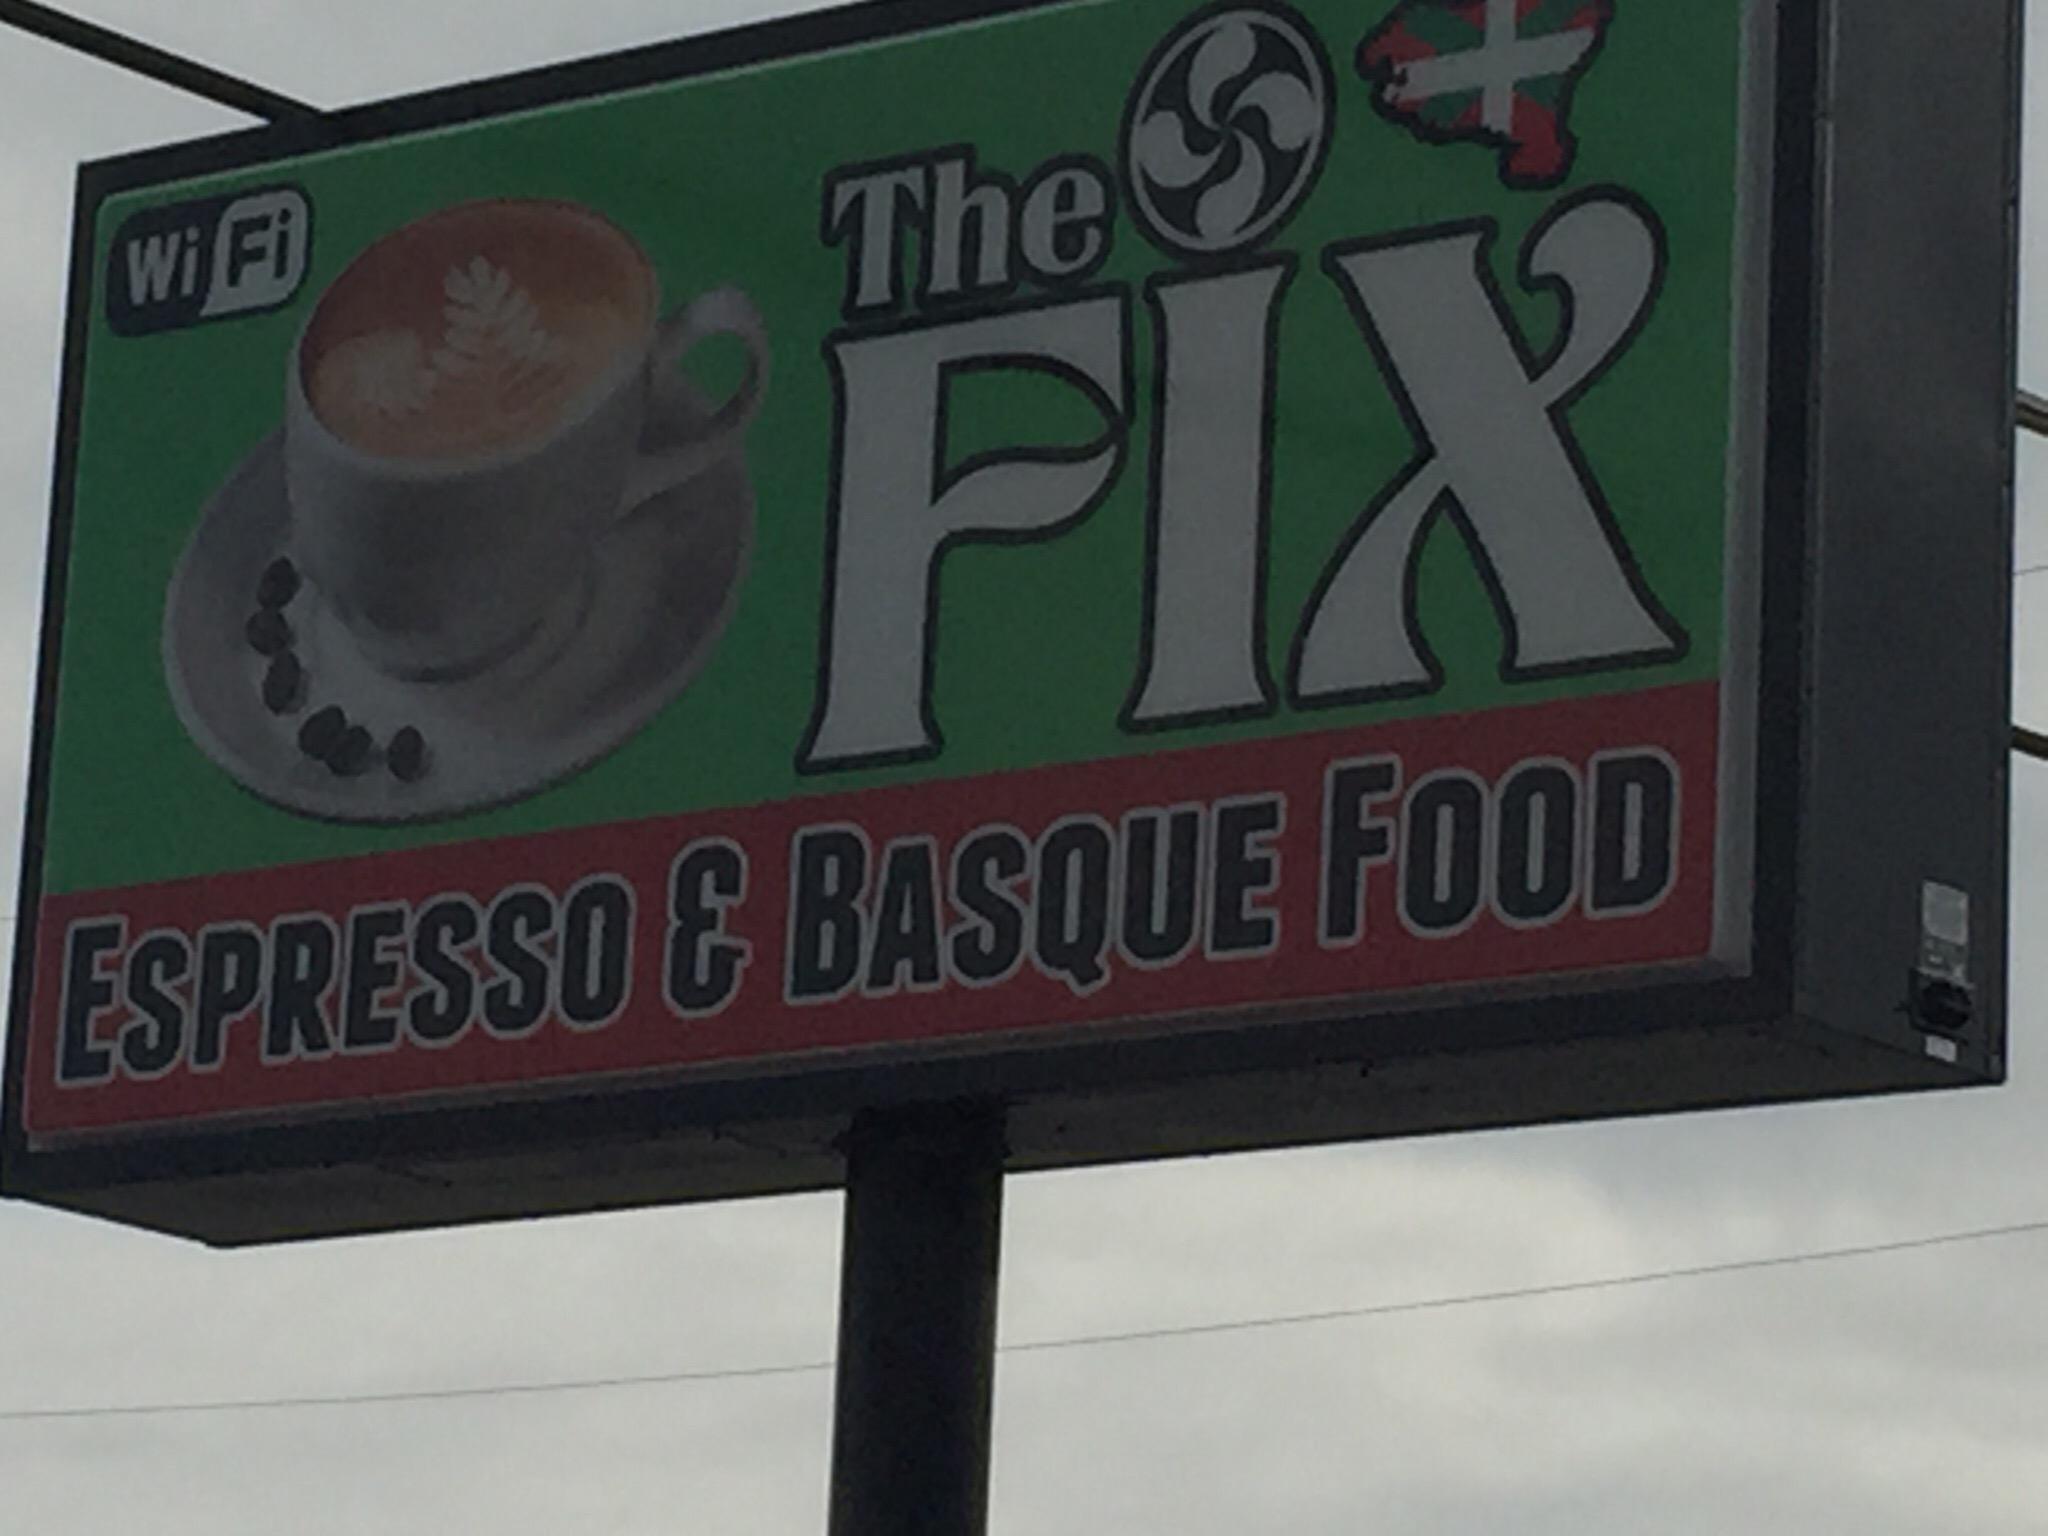 WiFi
The
FIX
ESPRESSO & BASQUE FOOD